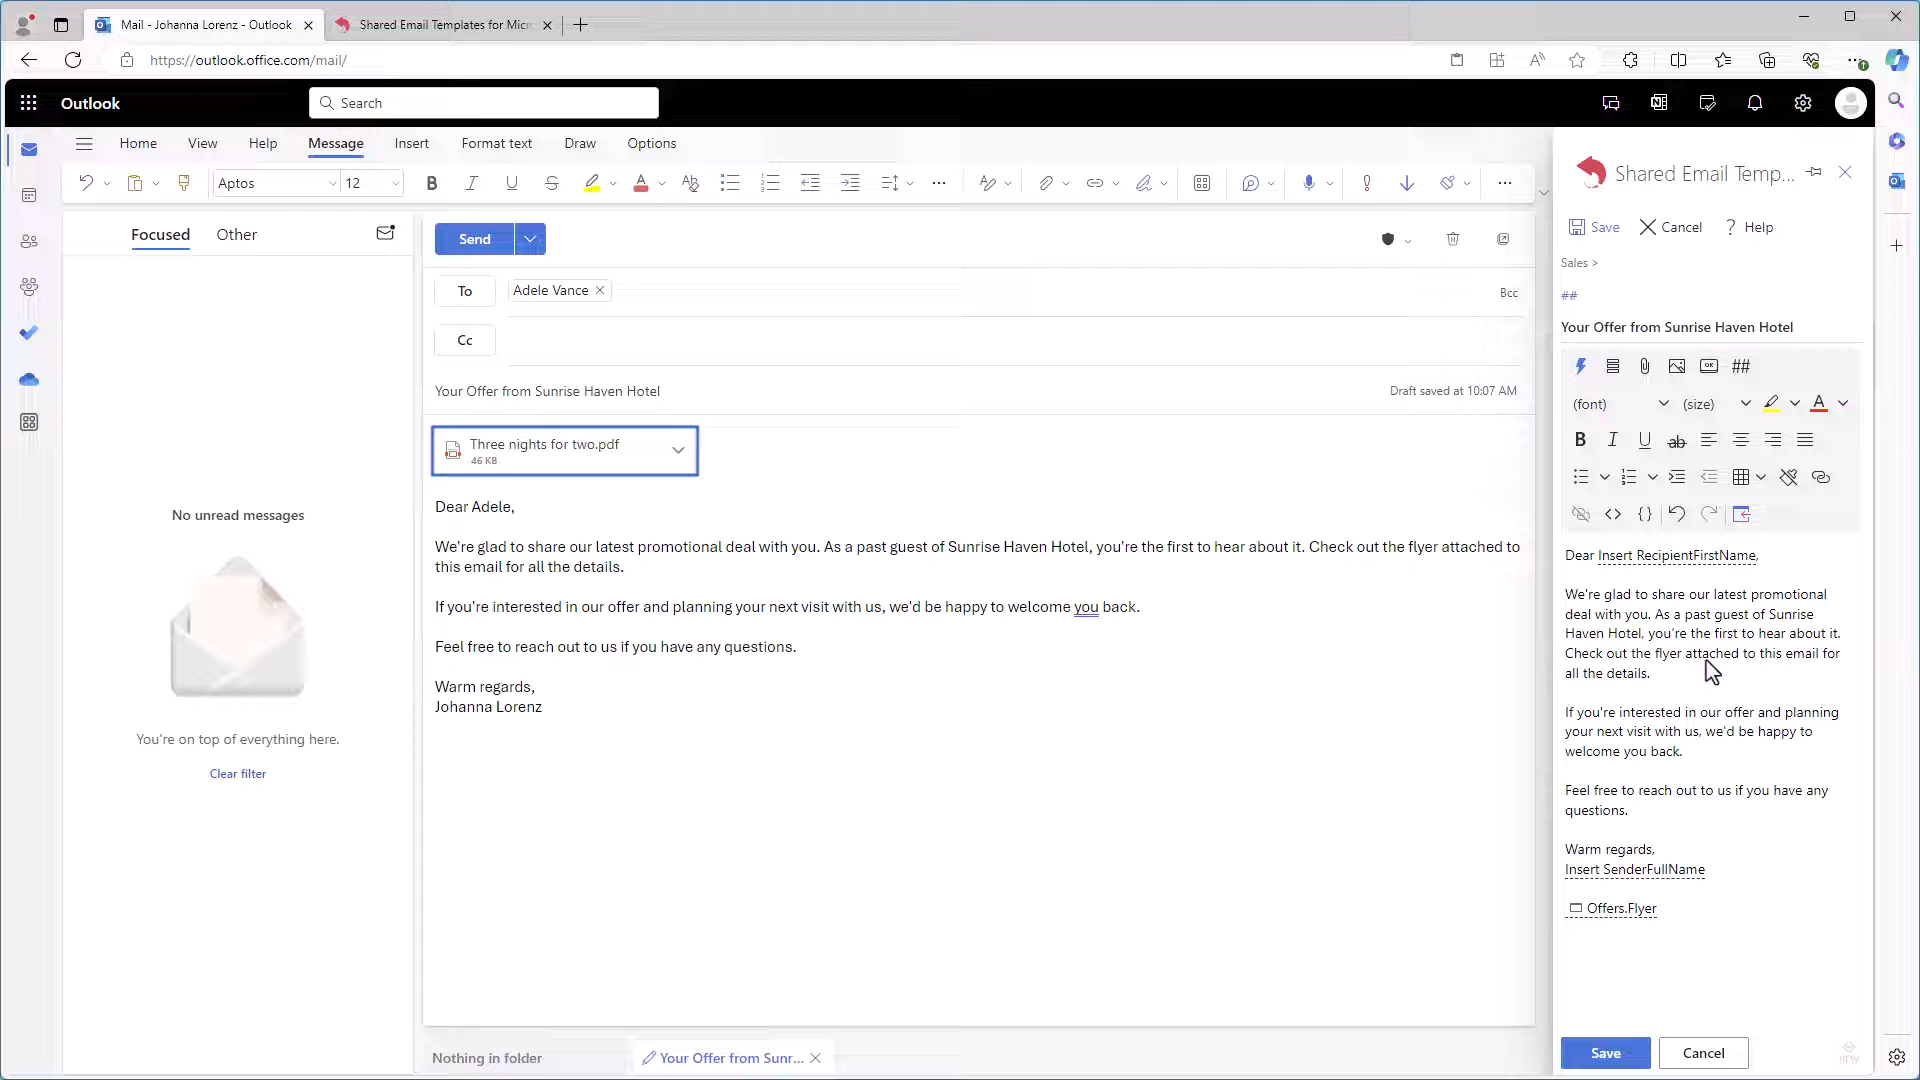 Mail - Johanna Lorenz - Outlook
Shared Email Templates for Micr
https://outlook.office.com/mail/
Outlook
Search
Home View Help Message Insert Format text Draw Options
Aptos 12
Focused Other
No unread messages
You're on top of everything here.
Clear filter
Send
To Adele Vance Bcc
Cc
Your Offer from Sunrise Haven Hotel Draft saved at 10:07 AM
Three nights for two.pdf
46 KB
Dear Adele,
We're glad to share our latest promotional deal with you. As a past guest of Sunrise Haven Hotel, you're the first to hear about it. Check out the flyer attached to
this email for all the details.
If you're interested in our offer and planning your next visit with us, we'd be happy to welcome you back.
Feel free to reach out to us if you have any questions.
Warm regards,
Johanna Lorenz
Nothing in folder
Your Offer from Sunr...
Shared Email Temp...
Save Cancel ? Help
Sales >
##
Your Offer from Sunrise Haven Hotel
##
(font) (size)
Dear Insert RecipientFirstName,
We're glad to share our latest promotional
deal with you. As a past guest of Sunrise
Haven Hotel, you're the first to hear about it.
Check out the flyer attached to this email for
all the details.
If you're interested in our offer and planning
your next visit with us, we'd be happy to
welcome you back.
Feel free to reach out to us if you have any
questions.
Warm regards,
Insert SenderFullName
Offers.Flyer
Save Cancel